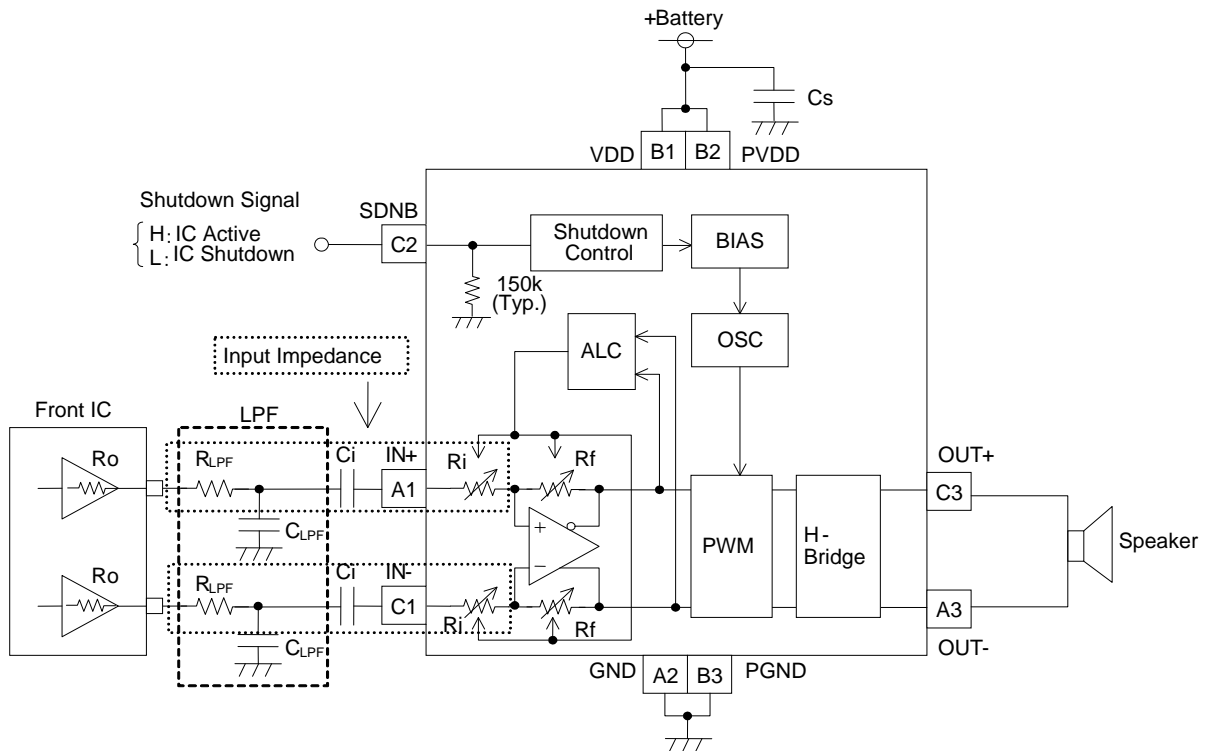 +Battery
Cs
VDD B1 B2 PVDD
Shutdown Signal
H: IC Active
L: IC Shutdown
SDNB
C2
150k
(Typ.)
Shutdown
Control
BIAS
OSC
ALC
Input Impedance
Front IC
LPF
Ro
RLPF
CLPF
Ci
IN+
A1
Ri
Rf
+
−
Ro
RLPF
CLPF
Ci
IN-
C1
Ri
Rf
PWM
H-
Bridge
OUT+
C3
Speaker
A3
OUT-
GND A2 B3 PGND